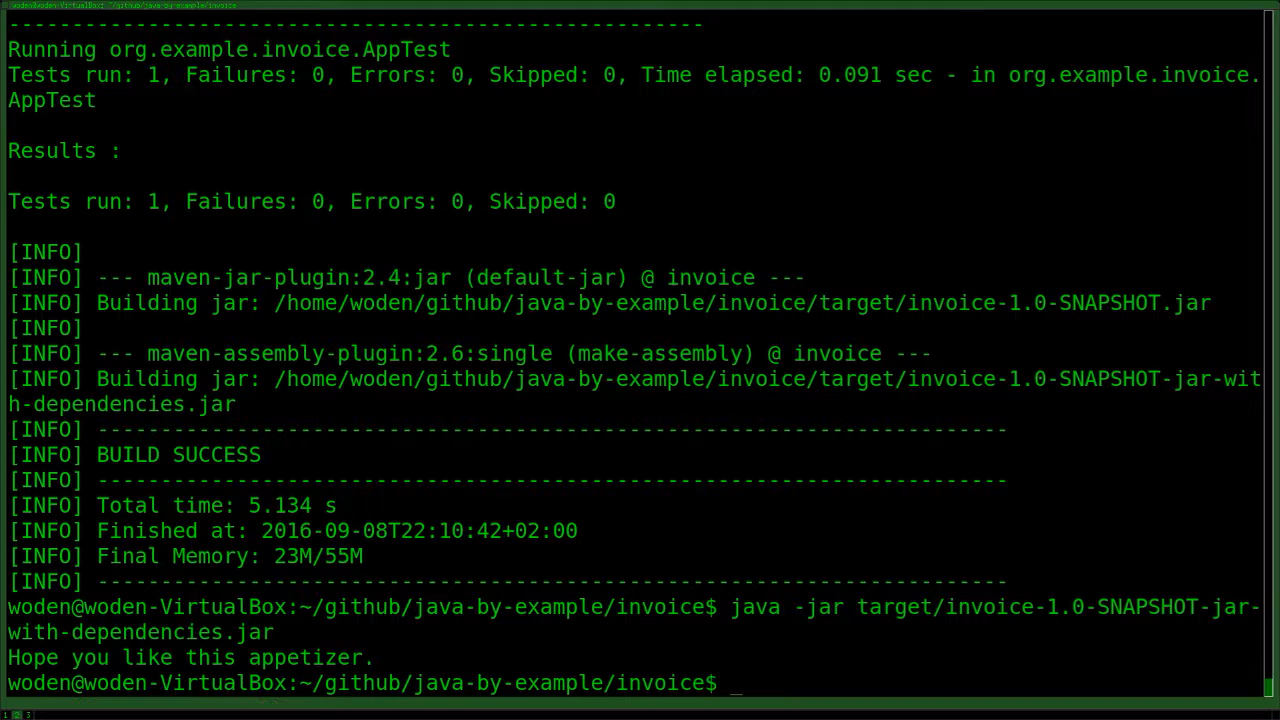 woden@woden-VirtualBox: ~/github/java-by-example/invoice
--------------------------------------------------------
Running org.example.invoice.AppTest
Tests run: 1, Failures: 0, Errors: 0, Skipped: 0, Time elapsed: 0.091 sec - in org.example.invoice.
AppTest
Results :
Tests run: 1, Failures: 0, Errors: 0, Skipped: 0
[INFO]
[INFO] --- maven-jar-plugin:2.4:jar (default-jar) @ invoice ---
[INFO] Building jar: /home/woden/github/java-by-example/invoice/target/invoice-1.0-SNAPSHOT.jar
[INFO]
[INFO] --- maven-assembly-plugin:2.6:single (make-assembly) @ invoice ---
[INFO] Building jar: /home/woden/github/java-by-example/invoice/target/invoice-1.0-SNAPSHOT-jar-wit
h-dependencies.jar
[INFO] ------------------------------------------------------------------------
[INFO] BUILD SUCCESS
[INFO] ------------------------------------------------------------------------
[INFO] Total time: 5.134 s
[INFO] Finished at: 2016-09-08T22:10:42+02:00
[INFO] Final Memory: 23M/55M
[INFO] ------------------------------------------------------------------------
woden@woden-VirtualBox:~/github/java-by-example/invoice$ java -jar target/invoice-1.0-SNAPSHOT-jar-
with-dependencies.jar
Hope you like this appetizer.
woden@woden-VirtualBox:~/github/java-by-example/invoice$ _
1 2 3